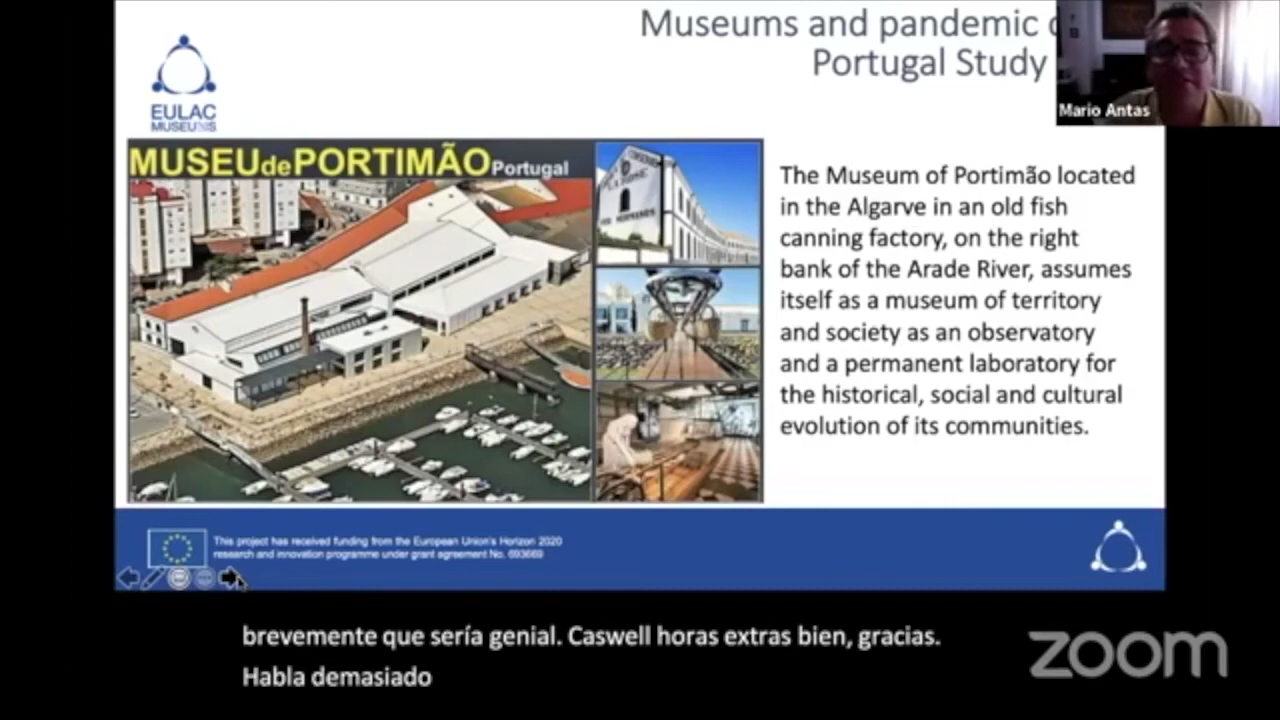 Museums and pandemic
Portugal Study
Mario Antas
EULAC
MUSEUMS
MUSEU de PORTIMÃO Portugal
The Museum of Portimão located
in the Algarve in an old fish
canning factory, on the right
bank of the Arade River, assumes
itself as a museum of territory
and society as an observatory
and a permanent laboratory for
the historical, social and cultural
evolution of its communities.
This project has received funding from the European Union's Horizon 2020
research and innovation programme under grant agreement No. 693669
brevemente que sería genial. Caswell horas extras bien, gracias.
Habla demasiado
zoom